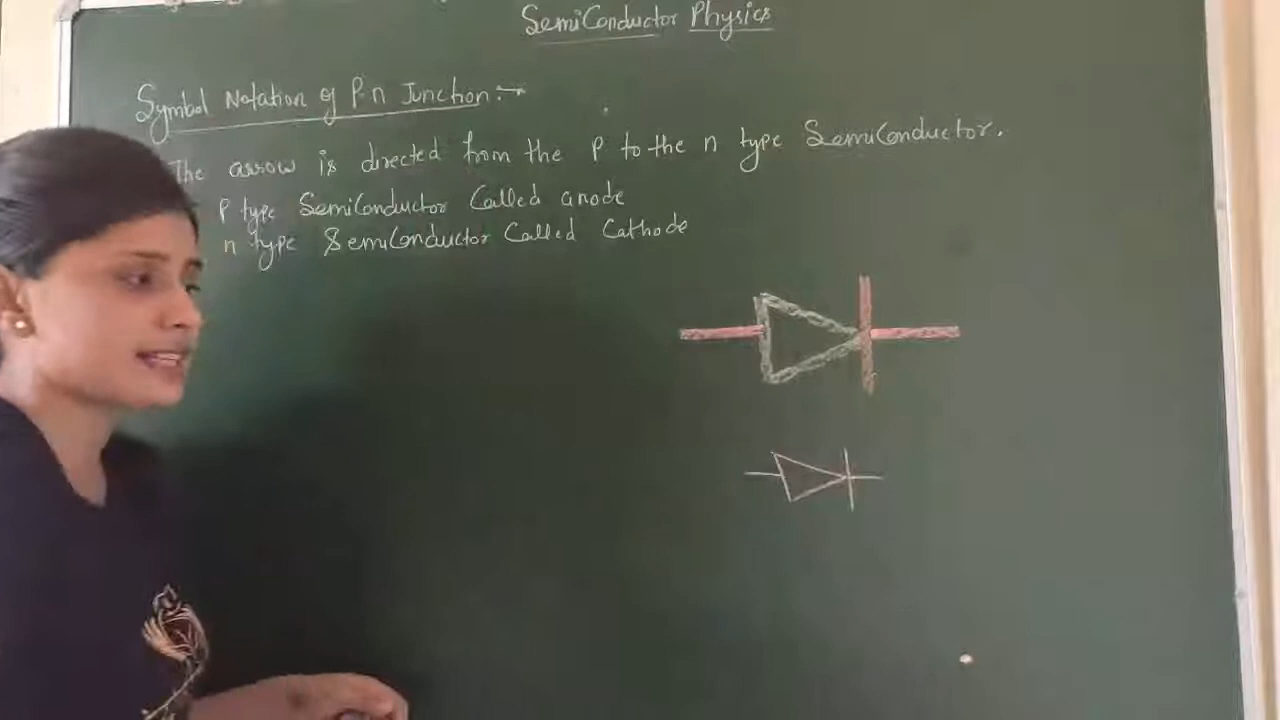 SemiConductor Physics
Symbol Notation of P-n Junction:-
The arrow is directed from the P to the n type SemiConductor.
P type SemiConductor Called anode
n type SemiConductor Called Cathode